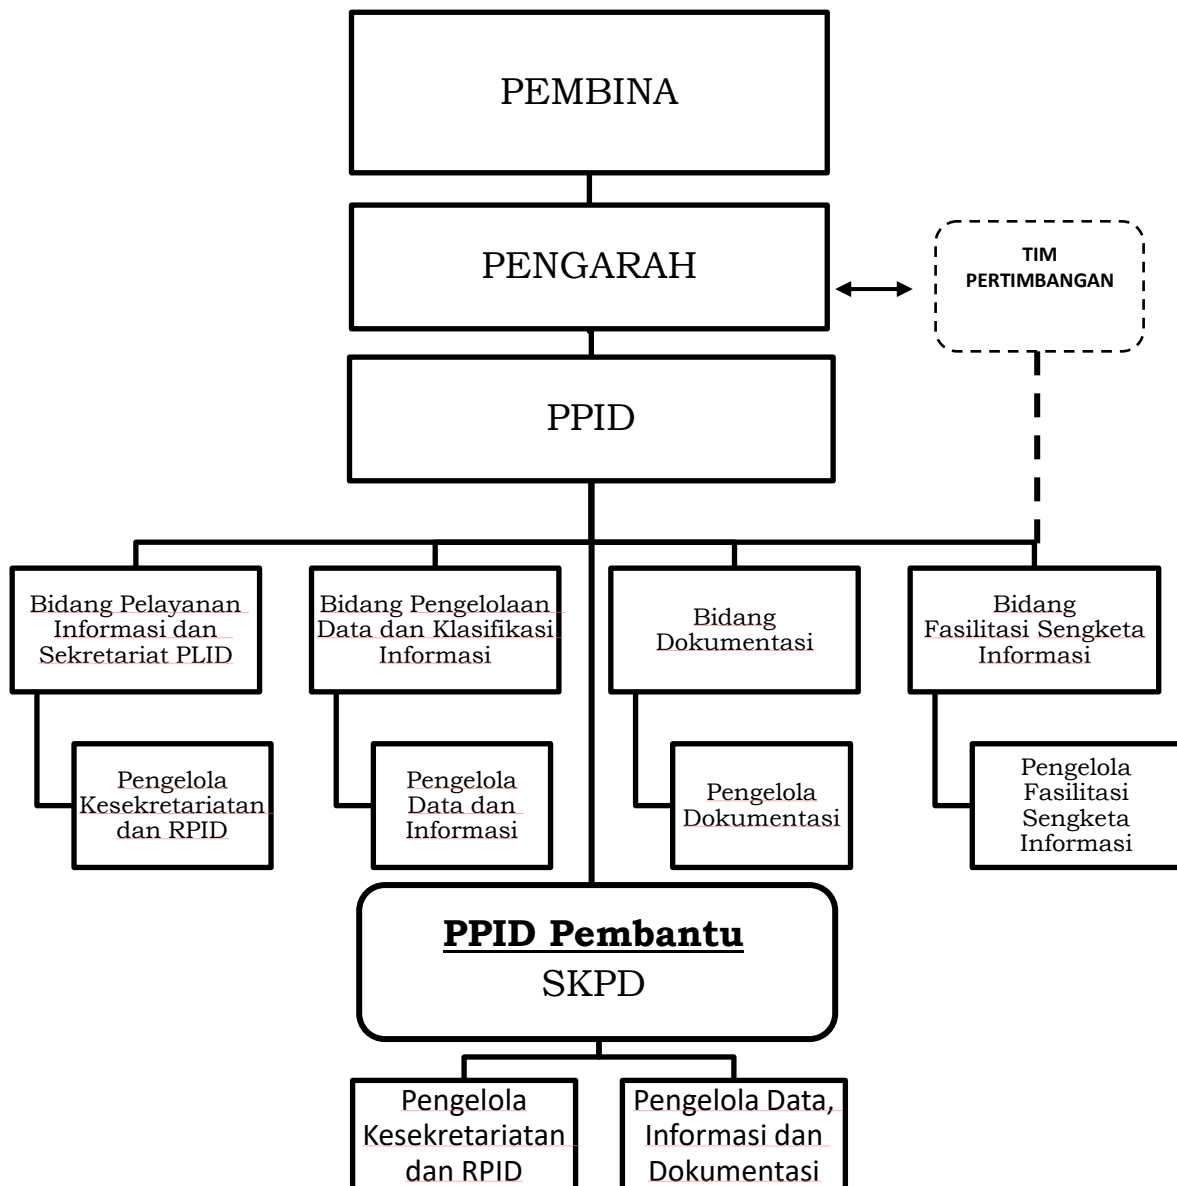 PEMBINA
PENGARAH
TIM
PERTIMBANGAN
PPID
Bidang Pelayanan
Informasi dan
Sekretariat PLID
Bidang Pengelolaan
Data dan Klasifikasi
Informasi
Bidang
Dokumentasi
Bidang
Fasilitasi Sengketa
Informasi
Pengelola
Kesekretariatan
dan RPID
Pengelola
Data dan
Informasi
Pengelola
Dokumentasi
Pengelola
Fasilitasi
Sengketa
Informasi
PPID Pembantu
SKPD
Pengelola
Kesekretariatan
dan RPID
Pengelola Data,
Informasi dan
Dokumentasi